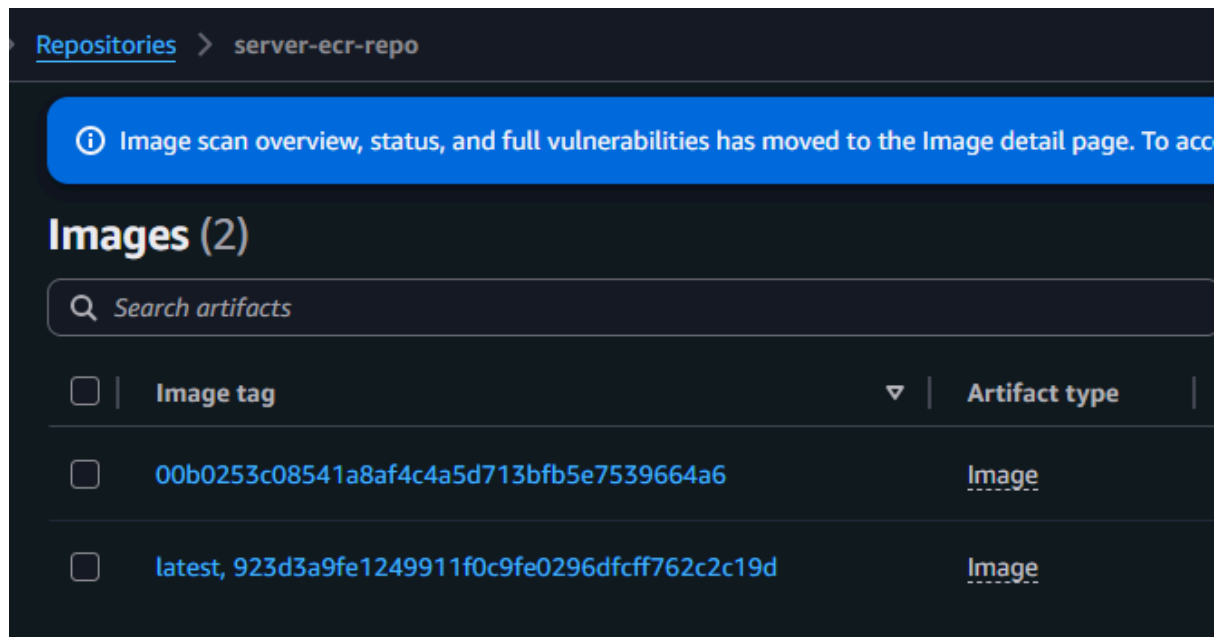 Repositories > server-ecr-repo
Image scan overview, status, and full vulnerabilities has moved to the Image detail page. To acc
Images (2)
Search artifacts
Image tag Artifact type
00b0253c08541a8af4c4a5d713bfb5e7539664a6 Image
latest, 923d3a9fe1249911f0c9fe0296dfcff762c2c19d Image